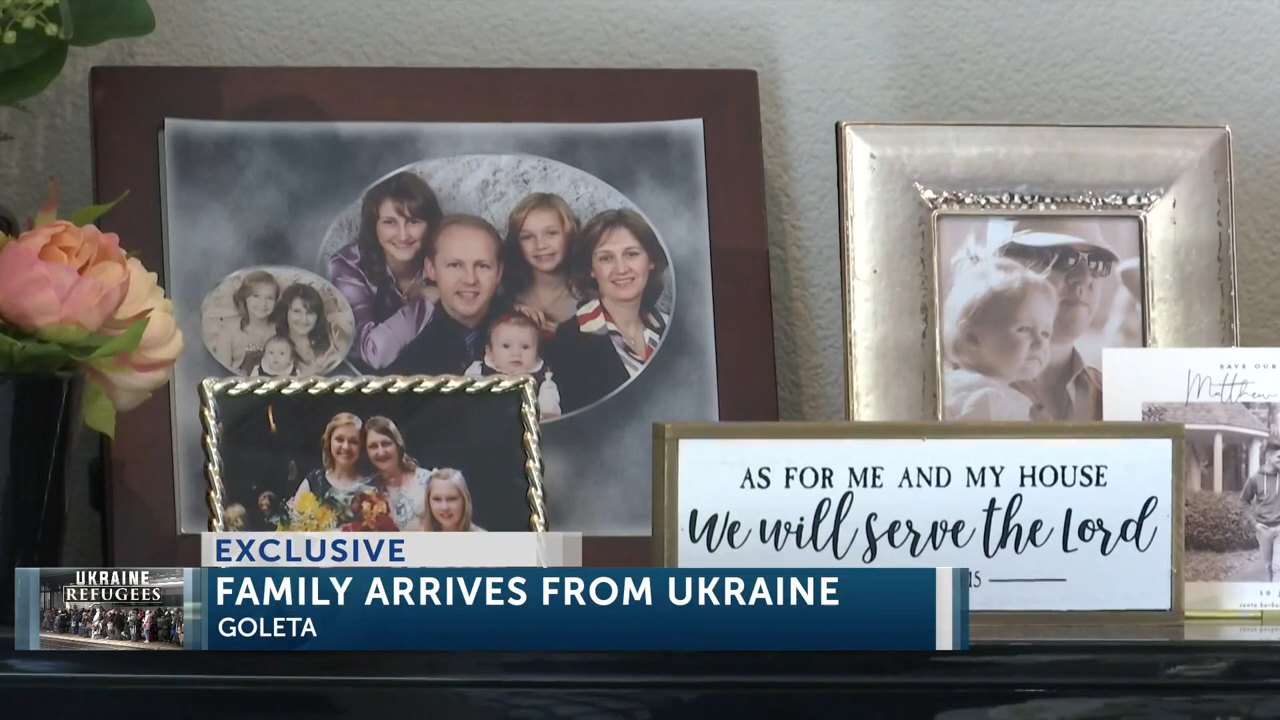 SAVE OUR
Matthew
AS FOR ME AND MY HOUSE
We will serve the Lord
15
EXCLUSIVE
UKRAINE
REFUGEES
FAMILY ARRIVES FROM UKRAINE
GOLETA